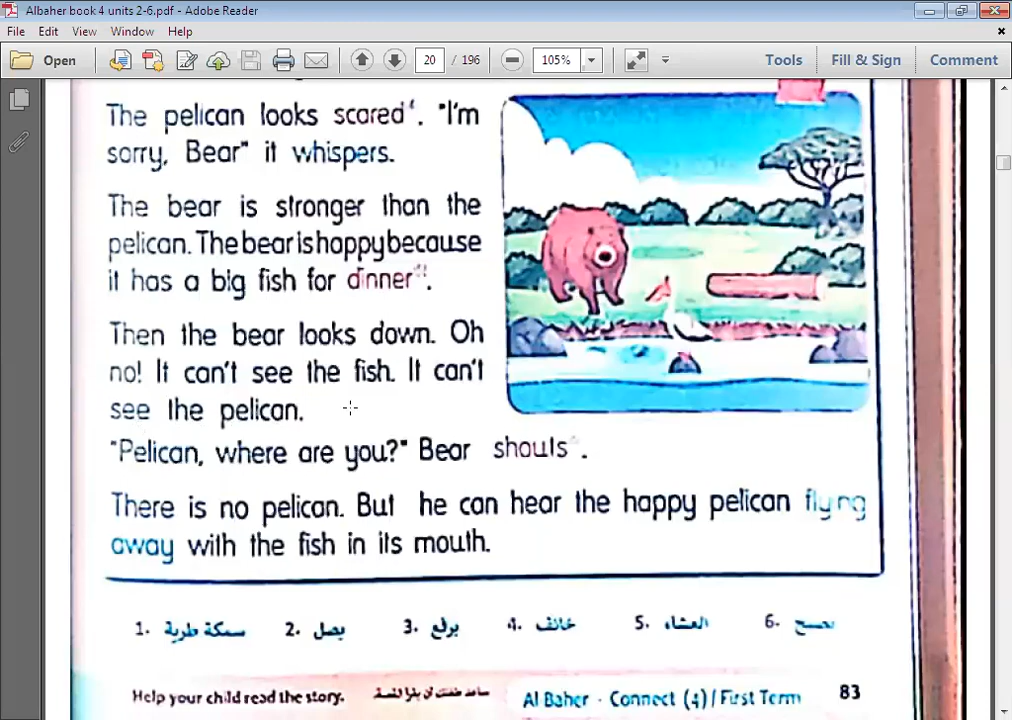 Albaher book 4 units 2-6.pdf - Adobe Reader
File Edit View Window Help
Open 20 / 196 105% Tools Fill & Sign Comment
The pelican looks scared⁴. "I'm
sorry, Bear" it whispers.
The bear is stronger than the
pelican. The bear is happy because
it has a big fish for dinner⁵.
Then the bear looks down. Oh
no! It can't see the fish. It can't
see the pelican.
"Pelican, where are you?" Bear shouts⁶.
There is no pelican. But he can hear the happy pelican flying
away with the fish in its mouth.
1. سمكة طرية 2. يصل 3. يرفع 4. خائف 5. العشاء 6. يصيح
Help your child read the story. ساعد طفلك أن يقرأ القصة.
Al Baher - Connect (4) / First Term 83